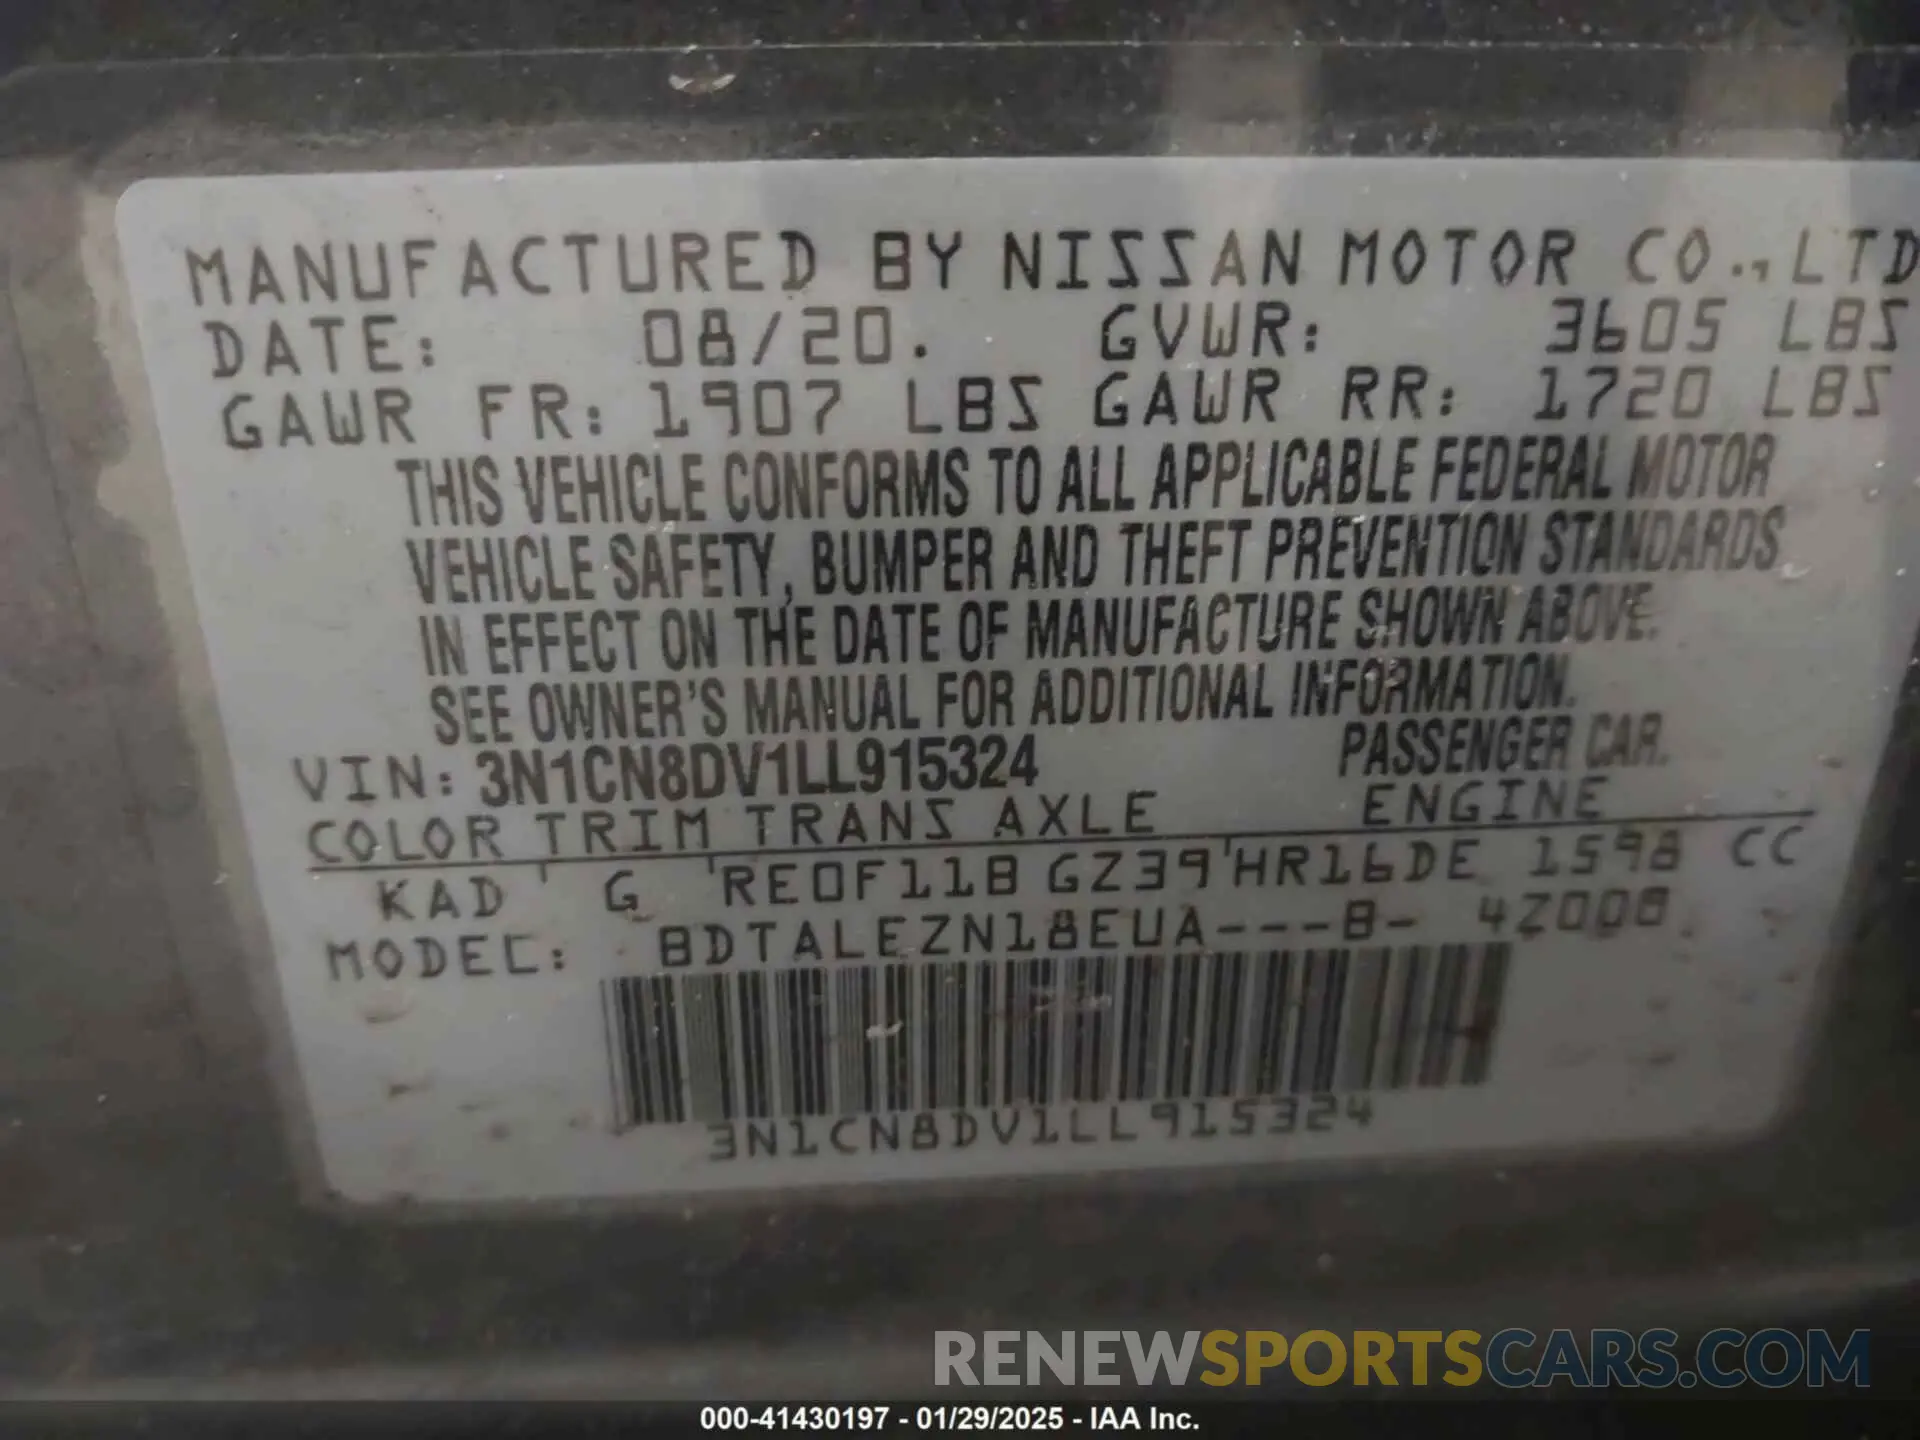 MANUFACTURED BY NISSAN MOTOR CO., LTD
DATE: 08/20. GVWR: 3605 LBS
GAWR FR: 1907 LBS GAWR RR: 1720 LBS
THIS VEHICLE CONFORMS TO ALL APPLICABLE FEDERAL MOTOR
VEHICLE SAFETY, BUMPER AND THEFT PREVENTION STANDARDS
IN EFFECT ON THE DATE OF MANUFACTURE SHOWN ABOVE.
SEE OWNER'S MANUAL FOR ADDITIONAL INFORMATION.
VIN: 3N1CN8DV1LL915324 PASSENGER CAR.
COLOR TRIM TRANS AXLE ENGINE
KAD G RE0F11B GZ39 HR16DE 1598 CC
MODEL: BDTALEZN18EUA---B- 4Z008
3N1CN8DV1LL915324
RENEWSPORTSCARS.COM
000-41430197 - 01/29/2025 - IAA Inc.